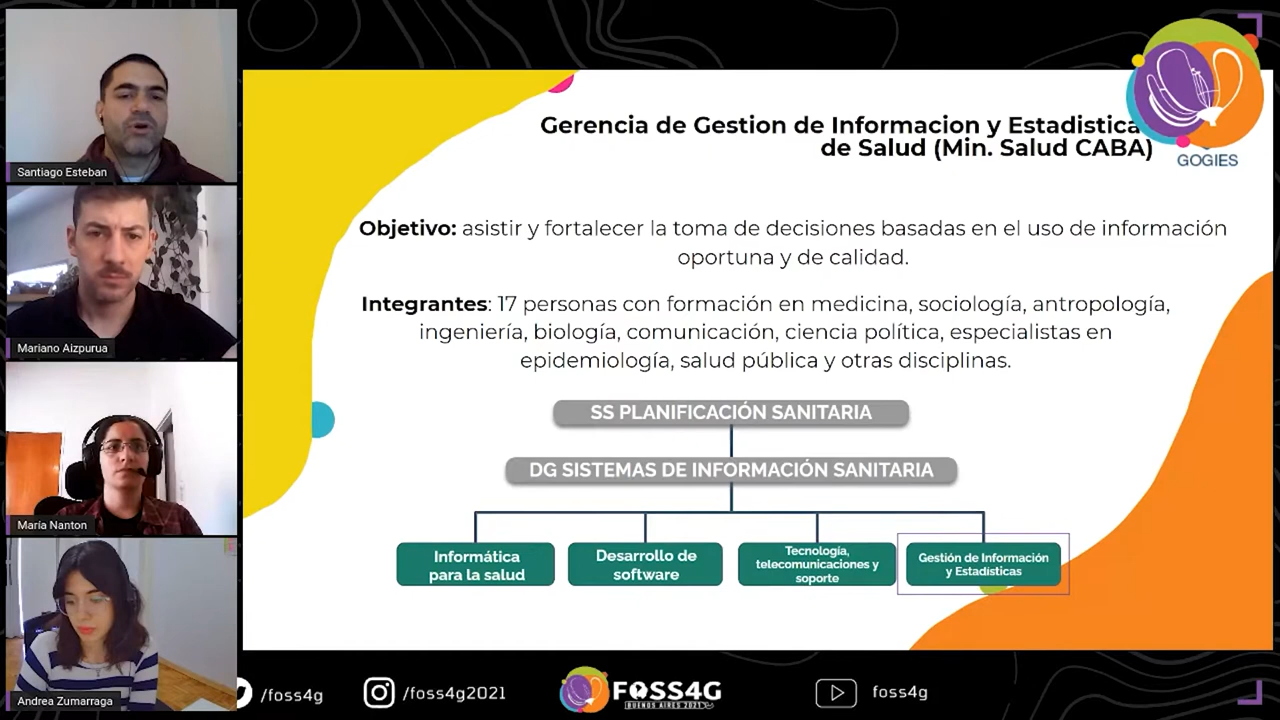 Santiago Esteban
Mariano Aizpurua
María Nanton
Andrea Zumarraga
GOGIES
Gerencia de Gestion de Informacion y Estadistica
de Salud (Min. Salud CABA)
Objetivo: asistir y fortalecer la toma de decisiones basadas en el uso de información
oportuna y de calidad.
Integrantes: 17 personas con formación en medicina, sociología, antropología,
ingeniería, biología, comunicación, ciencia política, especialistas en
epidemiología, salud pública y otras disciplinas.
SS PLANIFICACIÓN SANITARIA
DG SISTEMAS DE INFORMACIÓN SANITARIA
Informática
para la salud
Desarrollo de
software
Tecnología,
telecomunicaciones y
soporte
Gestión de Información
y Estadísticas
/foss4g
/foss4g2021
FOSS4G
BUENOS AIRES 2021
foss4g